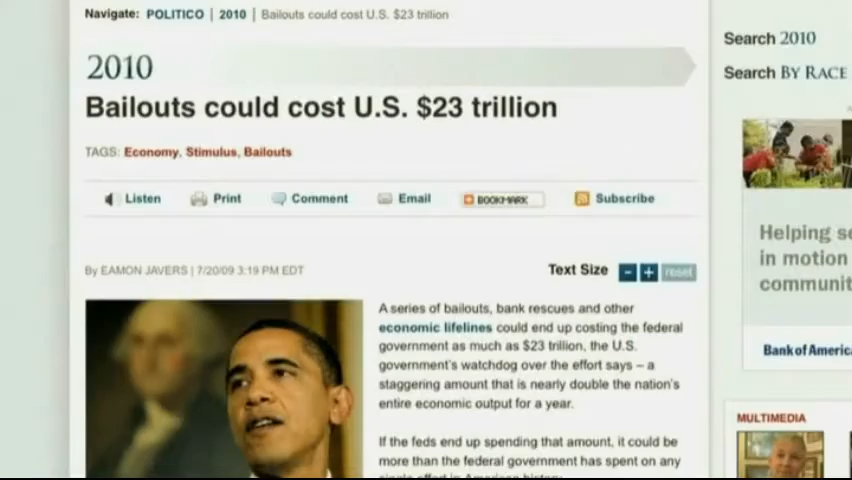 Navigate: POLITICO | 2010 | Bailouts could cost U.S. $23 trillion
2010
Bailouts could cost U.S. $23 trillion
TAGS: Economy, Stimulus, Bailouts
Listen Print Comment Email BOOKMARK Subscribe
By EAMON JAVERS | 7/20/09 3:19 PM EDT
Text Size - + reset
A series of bailouts, bank rescues and other
economic lifelines could end up costing the federal
government as much as $23 trillion, the U.S.
government's watchdog over the effort says – a
staggering amount that is nearly double the nation's
entire economic output for a year.
If the feds end up spending that amount, it could be
more than the federal government has spent on any
Search 2010
Search BY RACE
Helping se
in motion
communit
Bank of Americ
MULTIMEDIA